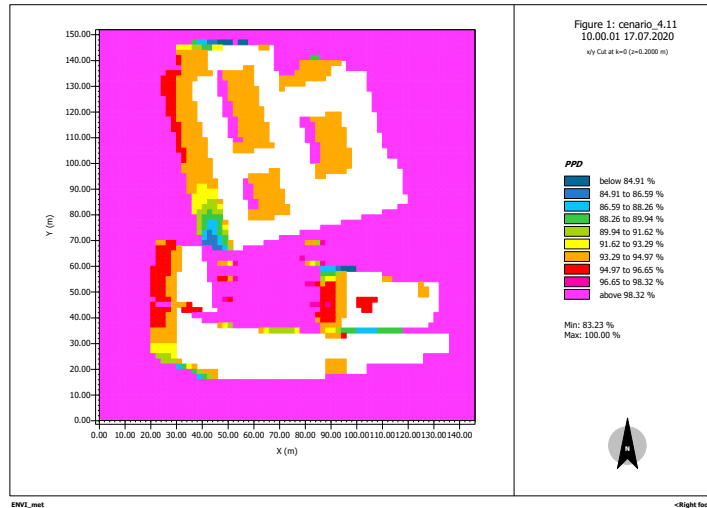 Figure 1: cenario_4.11
10.00.01 17.07.2020
x/y Cut at k=0 (z=0.2000 m)
150.00
140.00
130.00
120.00
110.00
100.00
90.00
80.00
70.00
60.00
50.00
40.00
30.00
20.00
10.00
0.00
Y (m)
0.00 10.00 20.00 30.00 40.00 50.00 60.00 70.00 80.00 90.00 100.00 110.00 120.00 130.00 140.00
X (m)
PPD
below 84.91 %
84.91 to 86.59 %
86.59 to 88.26 %
88.26 to 89.94 %
89.94 to 91.62 %
91.62 to 93.29 %
93.29 to 94.97 %
94.97 to 96.65 %
96.65 to 98.32 %
above 98.32 %
Min: 83.23 %
Max: 100.00 %
N
ENVI_met
<Right foo